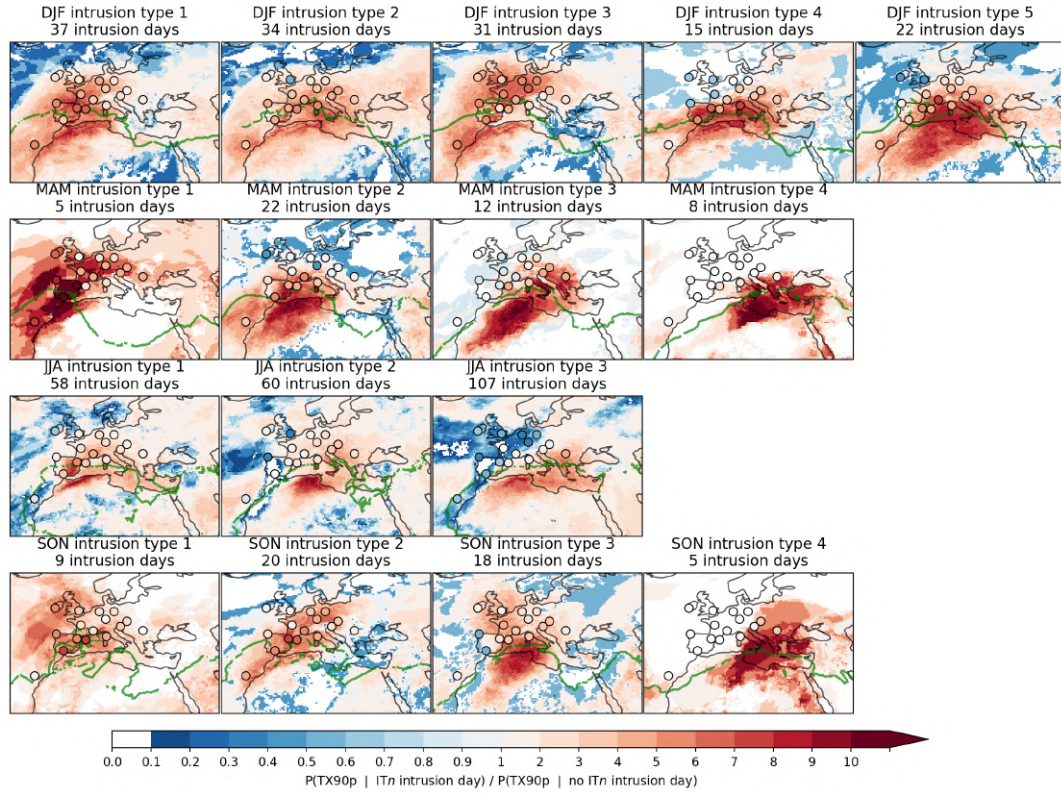 DJF intrusion type 1
37 intrusion days
DJF intrusion type 2
34 intrusion days
DJF intrusion type 3
31 intrusion days
DJF intrusion type 4
15 intrusion days
DJF intrusion type 5
22 intrusion days
MAM intrusion type 1
5 intrusion days
MAM intrusion type 2
22 intrusion days
MAM intrusion type 3
12 intrusion days
MAM intrusion type 4
8 intrusion days
JJA intrusion type 1
58 intrusion days
JJA intrusion type 2
60 intrusion days
JJA intrusion type 3
107 intrusion days
SON intrusion type 1
9 intrusion days
SON intrusion type 2
20 intrusion days
SON intrusion type 3
18 intrusion days
SON intrusion type 4
5 intrusion days
0.0 0.1 0.2 0.3 0.4 0.5 0.6 0.7 0.8 0.9 1 2 3 4 5 6 7 8 9 10
P(TX90p | ITn intrusion day) / P(TX90p | no ITn intrusion day)